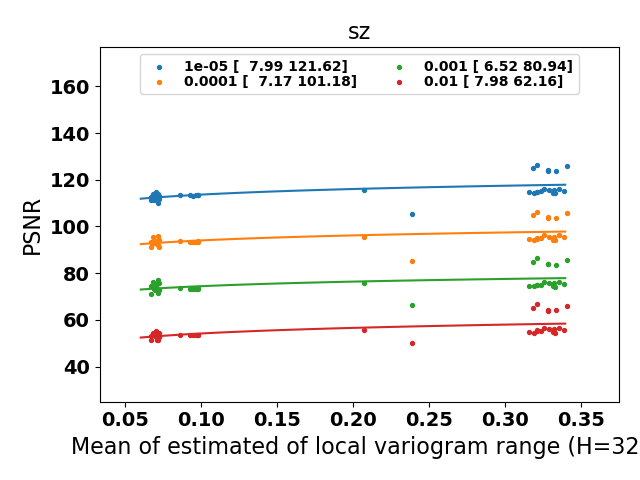 sz
1e-05 [  7.99 121.62]
0.0001 [  7.17 101.18]
0.001 [ 6.52 80.94]
0.01 [ 7.98 62.16]
PSNR
160
140
120
100
80
60
40
0.05 0.10 0.15 0.20 0.25 0.30 0.35
Mean of estimated of local variogram range (H=32